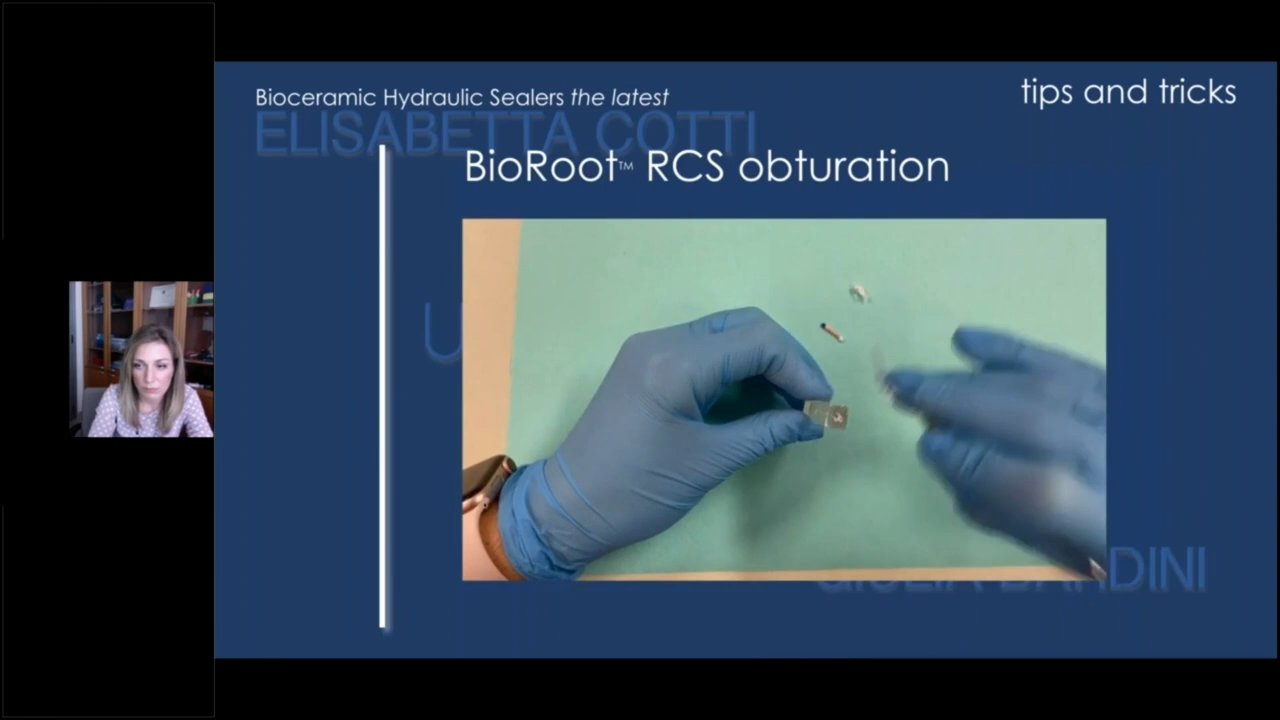 Bioceramic Hydraulic Sealers the latest
tips and tricks
ELISABETTA COTTI
BioRoot™ RCS obturation